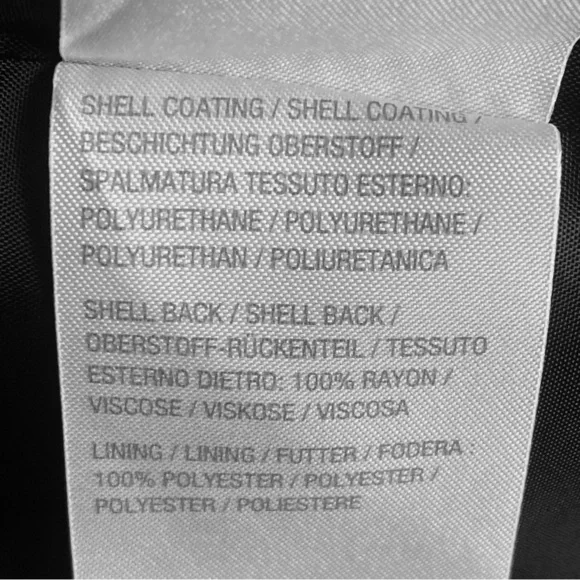 SHELL COATING / SHELL COATING /
BESCHICHTUNG OBERSTOFF /
SPALMATURA TESSUTO ESTERNO:
POLYURETHANE / POLYURETHANE /
POLYURETHAN / POLIURETANICA
SHELL BACK / SHELL BACK /
OBERSTOFF-RÜCKENTEIL / TESSUTO
ESTERNO DIETRO: 100% RAYON /
VISCOSE / VISKOSE / VISCOSA
LINING / LINING / FUTTER / FODERA :
100% POLYESTER / POLYESTER /
POLYESTER / POLIESTERE